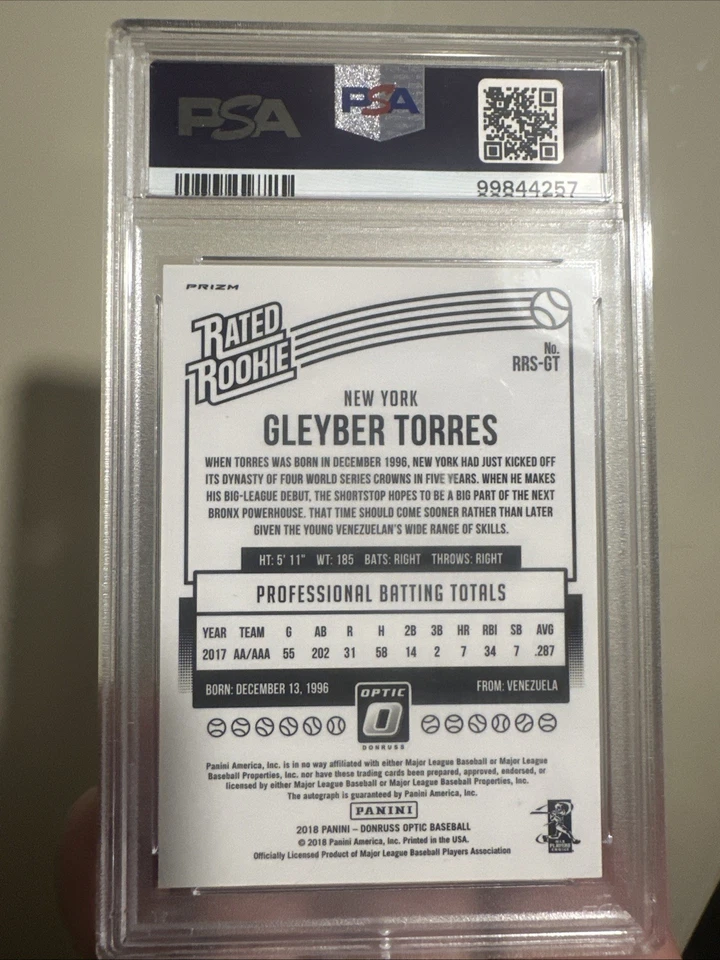 PSA PSA
99844257
PRIZM
RATED
ROOKIE
No.
RRS-GT
NEW YORK
GLEYBER TORRES
WHEN TORRES WAS BORN IN DECEMBER 1996, NEW YORK HAD JUST KICKED OFF
ITS DYNASTY OF FOUR WORLD SERIES CROWNS IN FIVE YEARS. WHEN HE MAKES
HIS BIG-LEAGUE DEBUT, THE SHORTSTOP HOPES TO BE A BIG PART OF THE NEXT
BRONX POWERHOUSE. THAT TIME SHOULD COME SOONER RATHER THAN LATER
GIVEN THE YOUNG VENEZUELAN'S WIDE RANGE OF SKILLS.
HT: 5' 11" WT: 185 BATS: RIGHT THROWS: RIGHT
PROFESSIONAL BATTING TOTALS
YEAR TEAM G AB R H 2B 3B HR RBI SB AVG
2017 AA/AAA 55 202 31 58 14 2 7 34 7 .287
BORN: DECEMBER 13, 1996 FROM: VENEZUELA
OPTIC
O
DONRUSS
Panini America, Inc. is in no way affiliated with either Major League Baseball or Major League
Baseball Properties, Inc. nor have these trading cards been prepared, approved, endorsed, or
licensed by either Major League Baseball or Major League Baseball Properties, Inc.
The autograph is guaranteed by Panini America, Inc.
PANINI
2018 PANINI – DONRUSS OPTIC BASEBALL
© 2018 Panini America, Inc. Printed in the USA.
Officially Licensed Product of Major League Baseball Players Association
PLAYERS
CHOICE